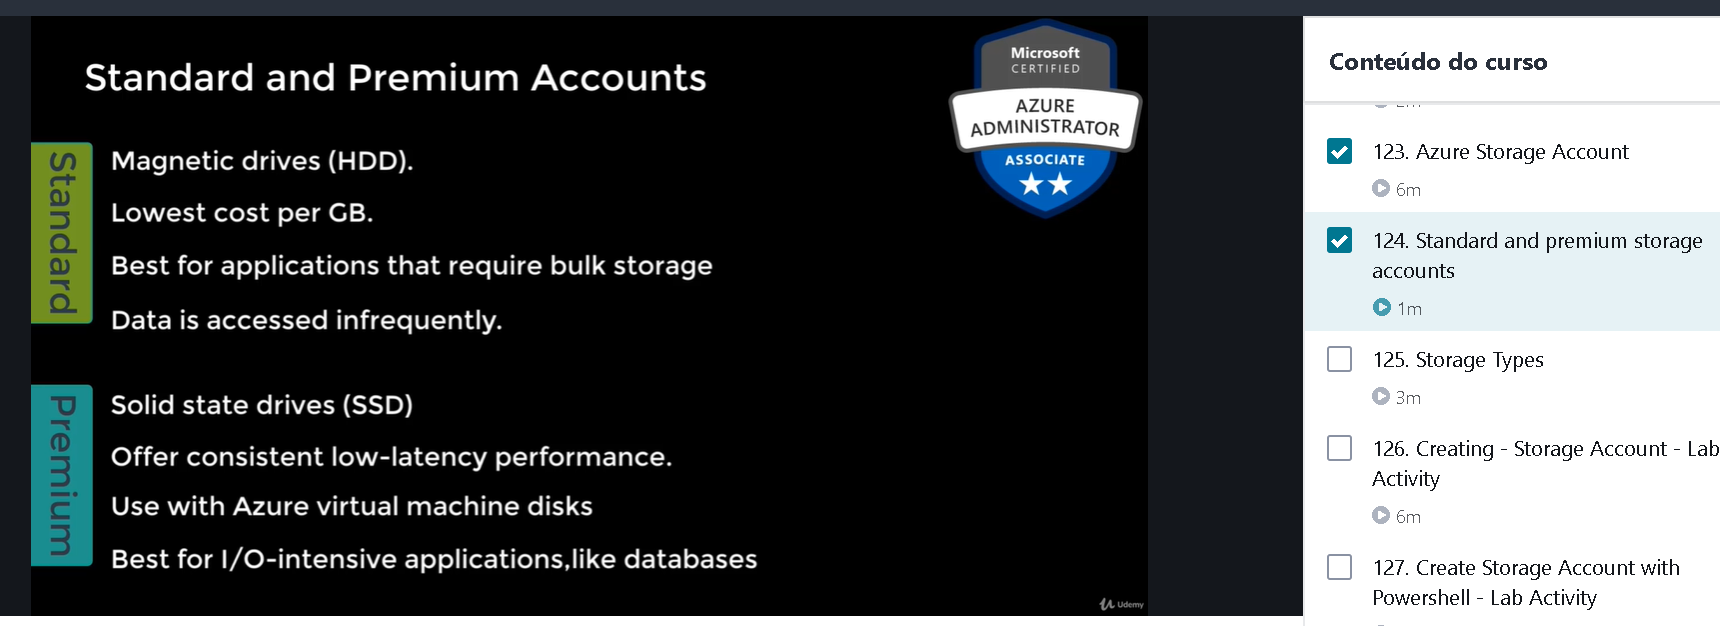 Standard and Premium Accounts
Microsoft
CERTIFIED
AZURE
ADMINISTRATOR
ASSOCIATE
Standard
Magnetic drives (HDD).
Lowest cost per GB.
Best for applications that require bulk storage
Data is accessed infrequently.
Premium
Solid state drives (SSD)
Offer consistent low-latency performance.
Use with Azure virtual machine disks
Best for I/O-intensive applications,like databases
Udemy
Conteúdo do curso
123. Azure Storage Account
6m
124. Standard and premium storage
accounts
1m
125. Storage Types
3m
126. Creating - Storage Account - Lab
Activity
6m
127. Create Storage Account with
Powershell - Lab Activity